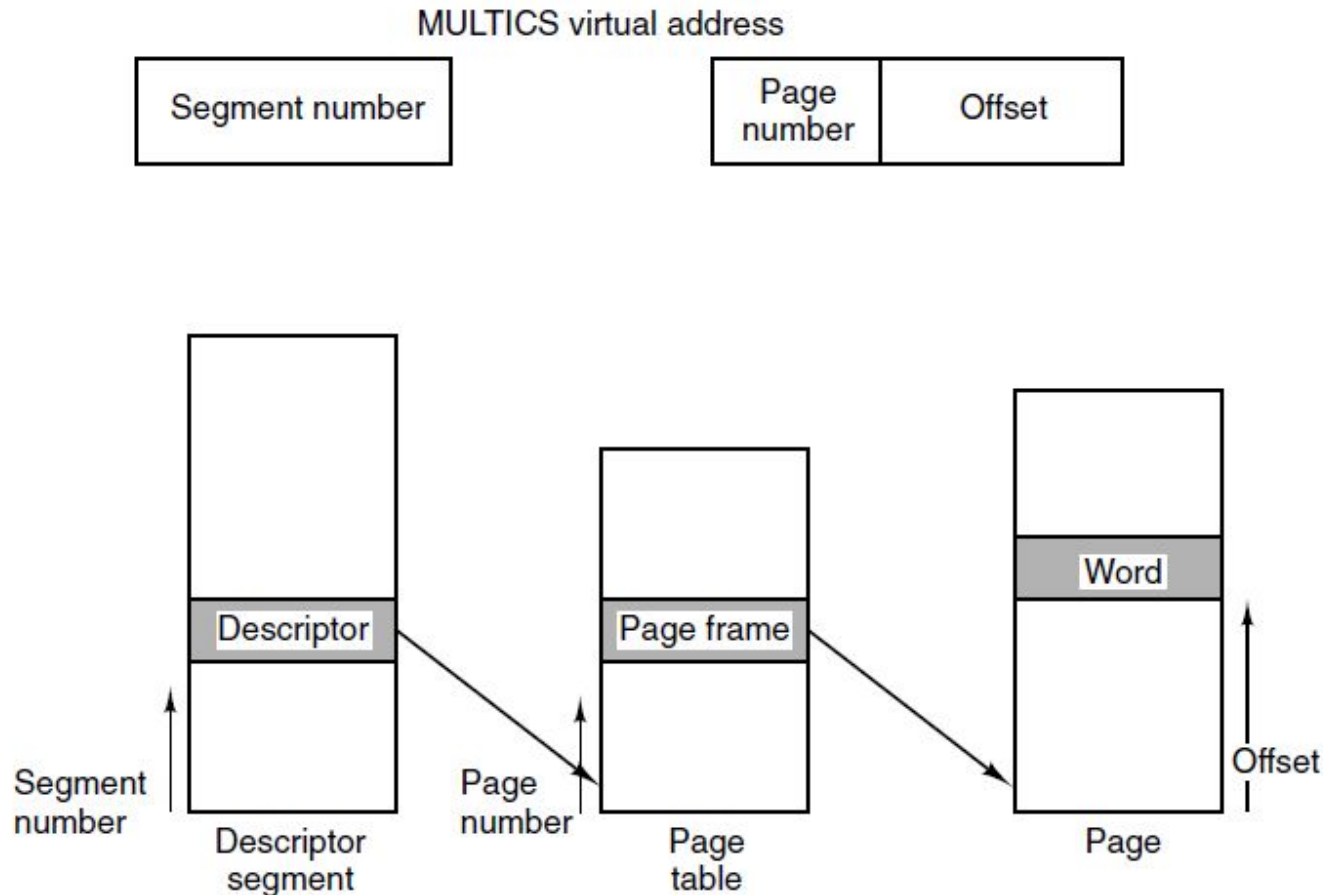 MULTICS virtual address
Segment number
Page
number
Offset
Descriptor
Page frame
Word
Segment
number
Page
number
Offset
Descriptor
segment
Page
table
Page